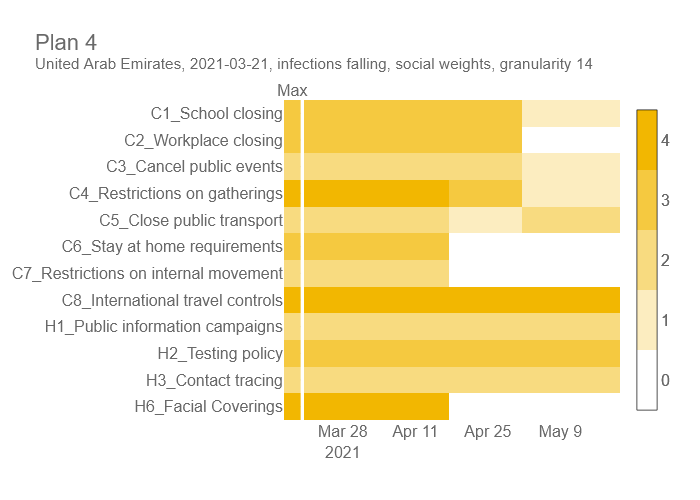 Plan 4
United Arab Emirates, 2021-03-21, infections falling, social weights, granularity 14
Max
C1_School closing
C2_Workplace closing
C3_Cancel public events
C4_Restrictions on gatherings
C5_Close public transport
C6_Stay at home requirements
C7_Restrictions on internal movement
C8_International travel controls
H1_Public information campaigns
H2_Testing policy
H3_Contact tracing
H6_Facial Coverings
4
3
2
1
0
Mar 28 Apr 11 Apr 25 May 9
2021